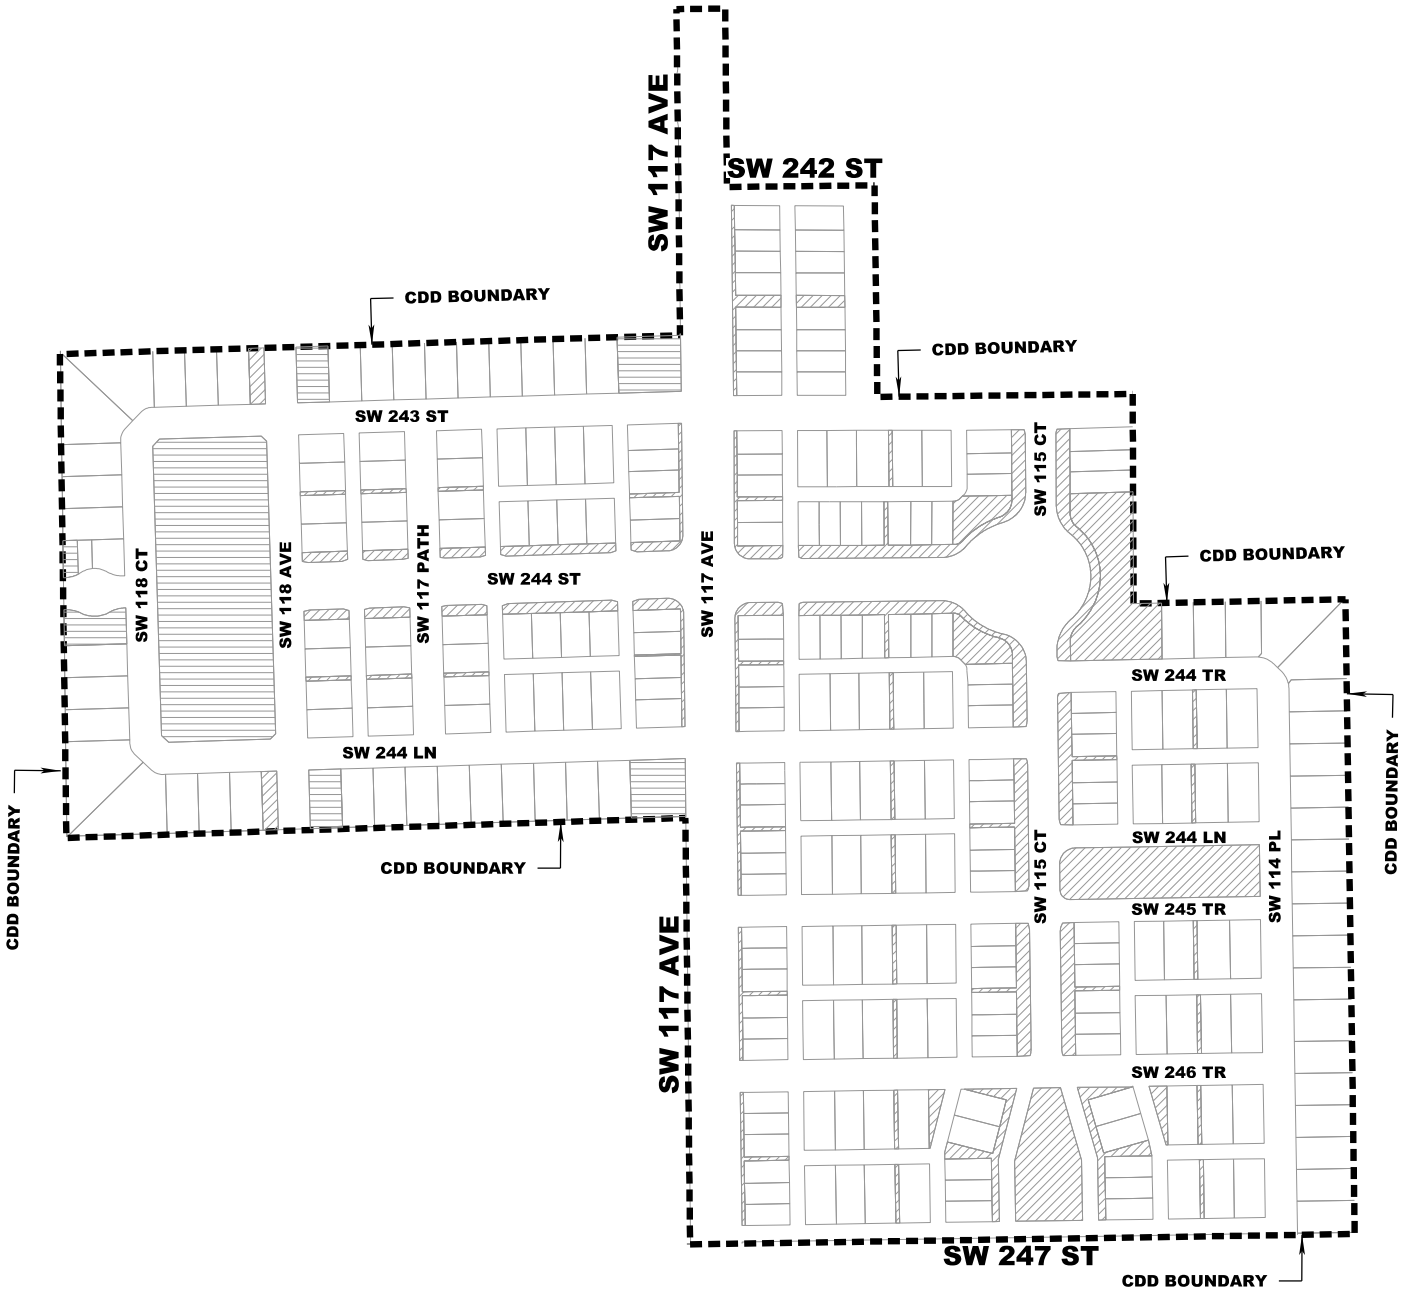 SW 117 AVE
SW 242 ST
CDD BOUNDARY
CDD BOUNDARY
SW 243 ST
SW 115 CT
SW 117 PATH
SW 117 AVE
SW 118 CT
SW 118 AVE
SW 244 ST
CDD BOUNDARY
SW 244 TR
SW 244 LN
CDD BOUNDARY
CDD BOUNDARY
CDD BOUNDARY
SW 244 LN
SW 115 CT
SW 114 PL
SW 245 TR
SW 117 AVE
SW 246 TR
SW 247 ST
CDD BOUNDARY